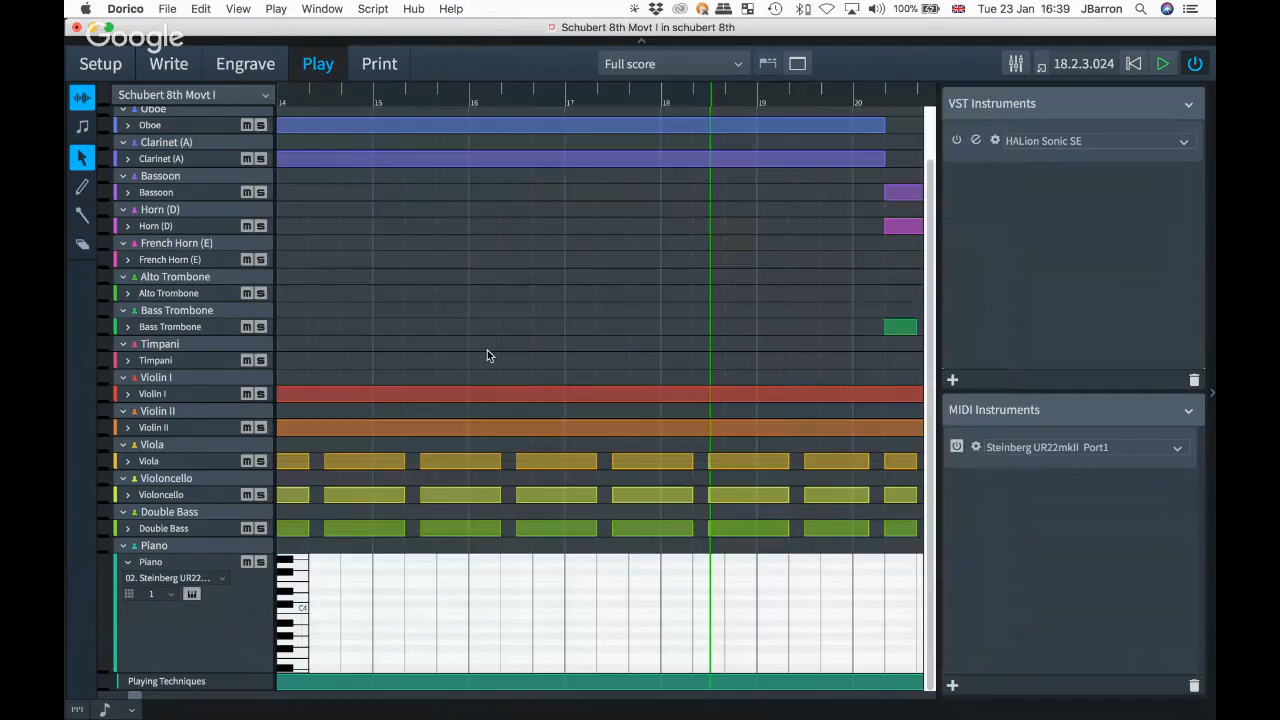 Dorico File Edit View Play Window Script Hub Help 100% Tue 23 Jan 16:39 JBarron
Google
Schubert 8th Movt I in schubert 8th
Setup Write Engrave Play Print Full score 18.2.3.024
Schubert 8th Movt I 14 15 16 17 18 19 20
VST Instruments
HALion Sonic SE
Oboe
Oboe M S
Clarinet (A)
Clarinet (A) M S
Bassoon
Bassoon M S
Horn (D)
Horn (D) M S
French Horn (E)
French Horn (E) M S
Alto Trombone
Alto Trombone M S
Bass Trombone
Bass Trombone M S
Timpani
Timpani M S
Violin I
Violin I M S
Violin II
Violin II M S
Viola
Viola M S
Violoncello
Violoncello M S
Double Bass
Double Bass M S
Piano
Piano M S
02. Steinberg UR22...
1
C4
Playing Techniques
MIDI Instruments
Steinberg UR22mkII Port1